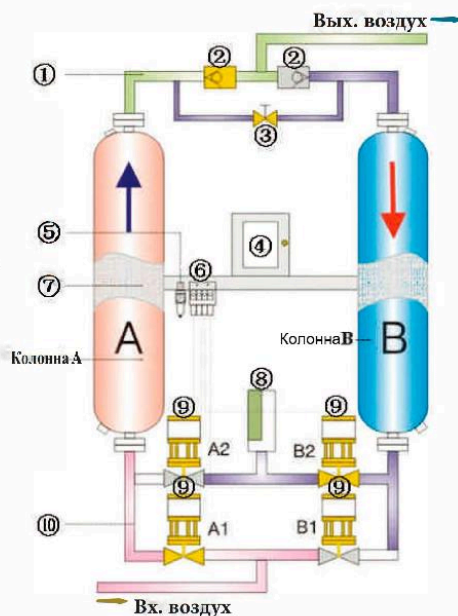 Вых. воздух
② ②
①
③
⑤
⑥
④
⑦
A
B
Колонна А
Колонна В
⑧
⑨ ⑨
A2 B2
⑨ ⑨
A1 B1
⑩
Вх. воздух